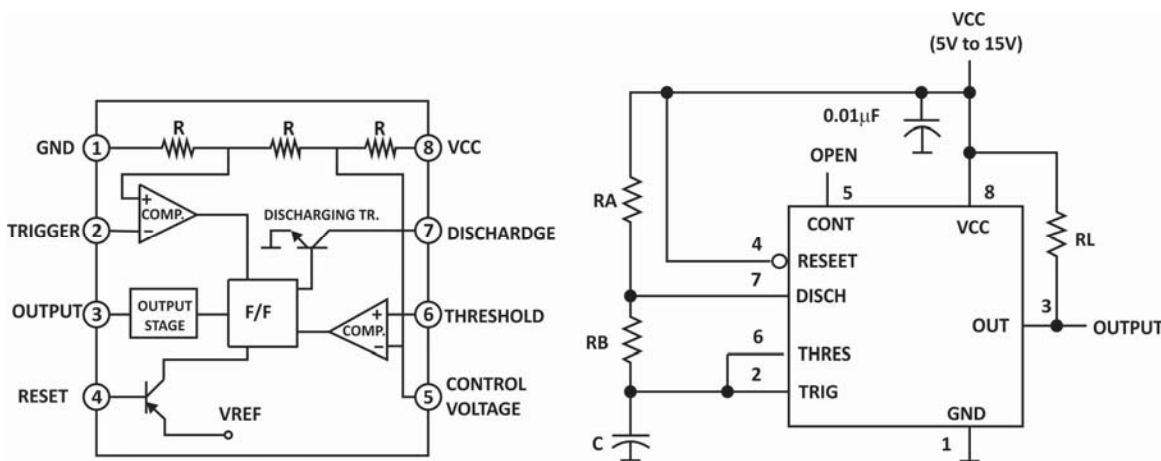 R R R
GND 1 8 VCC
+
COMP.
−
TRIGGER 2
DISCHARGING TR.
7 DISCHARDGE
OUTPUT 3
OUTPUT
STAGE
F/F
+
COMP.
−
6 THRESHOLD
RESET 4
VREF
5 CONTROL
VOLTAGE
VCC
(5V to 15V)
0.01µF
OPEN
5
8
RA
CONT
VCC
RL
4
RESEET
7
DISCH
3
OUT
OUTPUT
RB
6
THRES
2
TRIG
GND
C
1